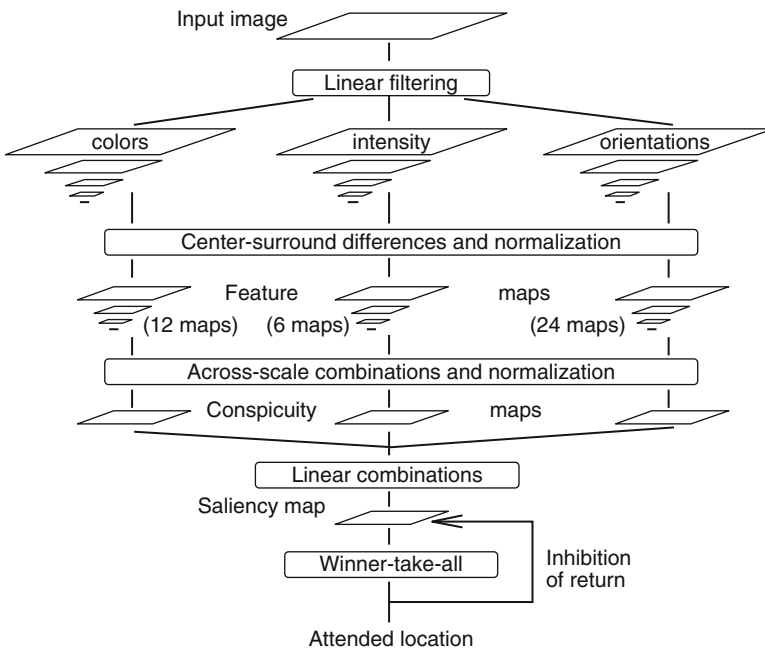 Input image
Linear filtering
colors
intensity
orientations
Center-surround differences and normalization
Feature maps
(12 maps) (6 maps) (24 maps)
Across-scale combinations and normalization
Conspicuity maps
Linear combinations
Saliency map
Winner-take-all
Inhibition
of return
Attended location